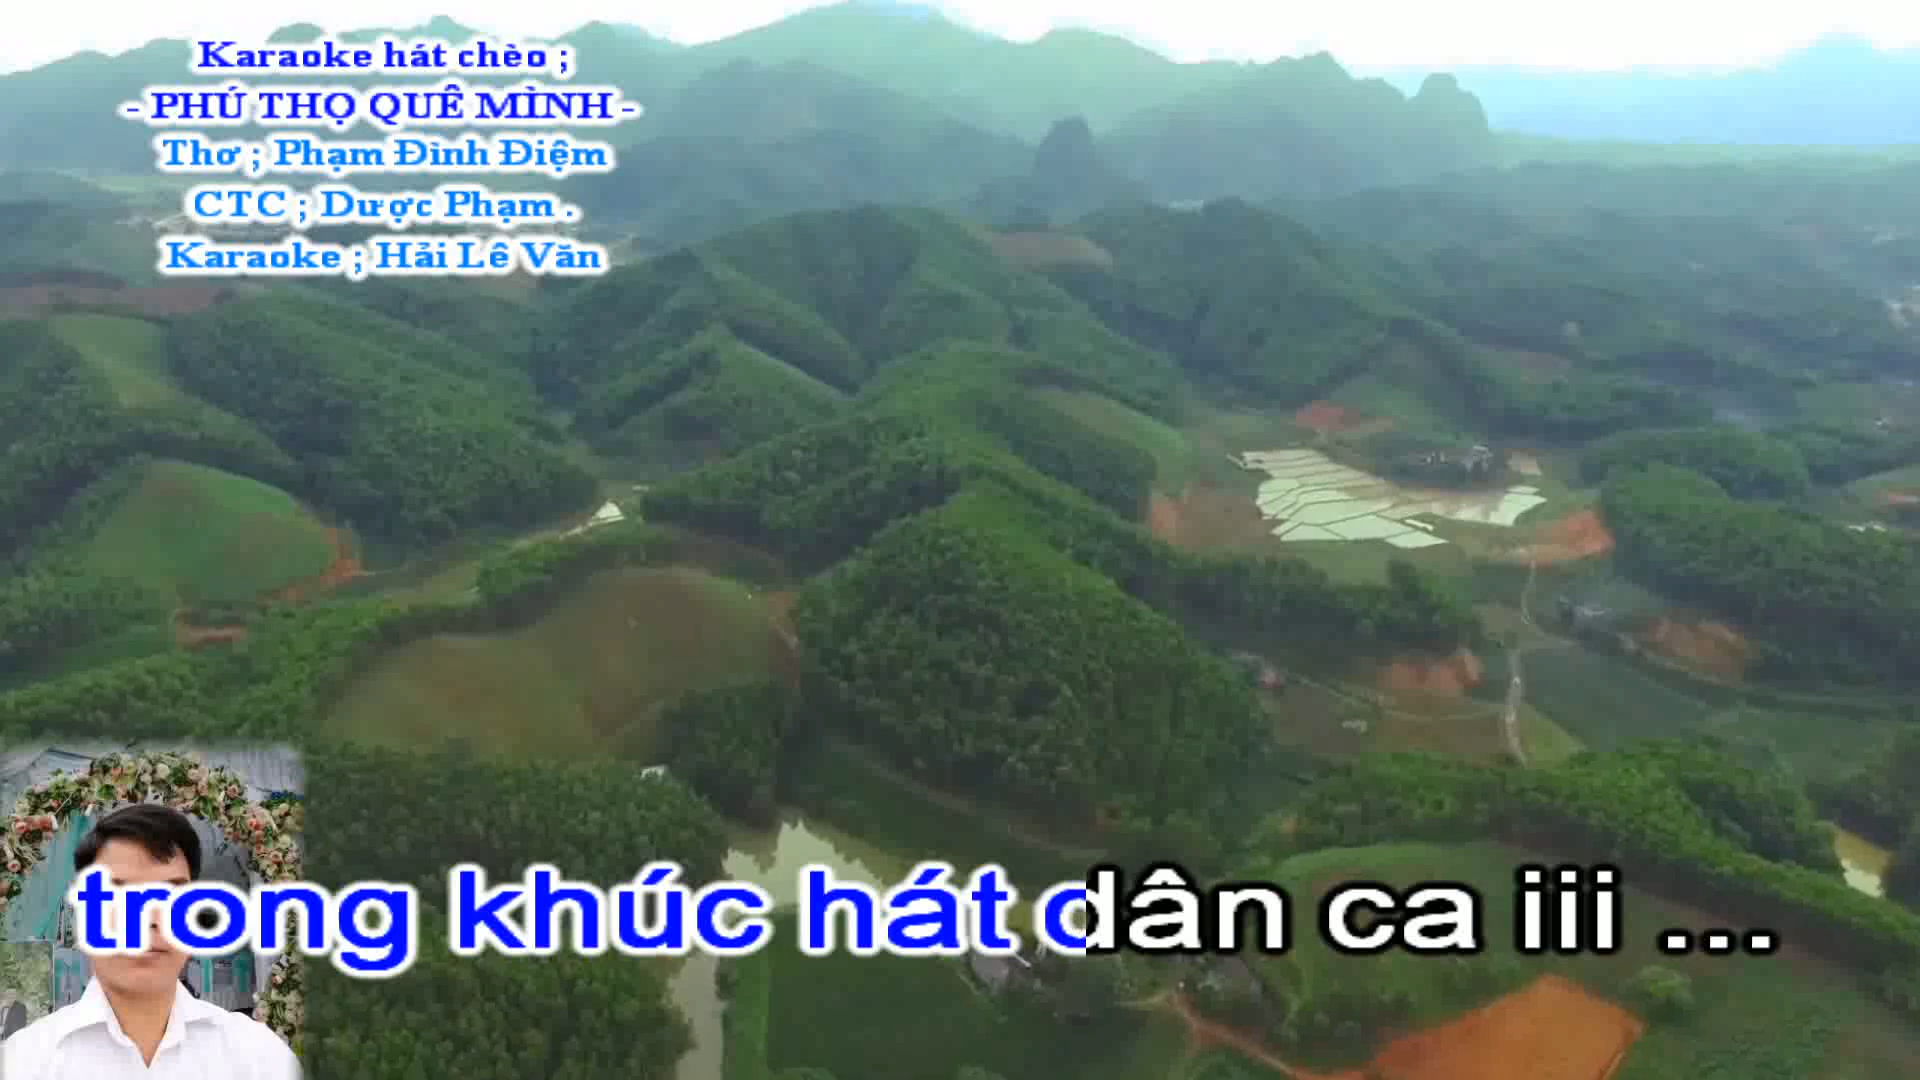 Karaoke hát chèo ;
- PHÚ THỌ QUÊ MÌNH -
Thơ ; Phạm Đình Điệm
CTC ; Dược Phạm .
Karaoke ; Hải Lê Văn
trong khúc hát dân ca iii ...